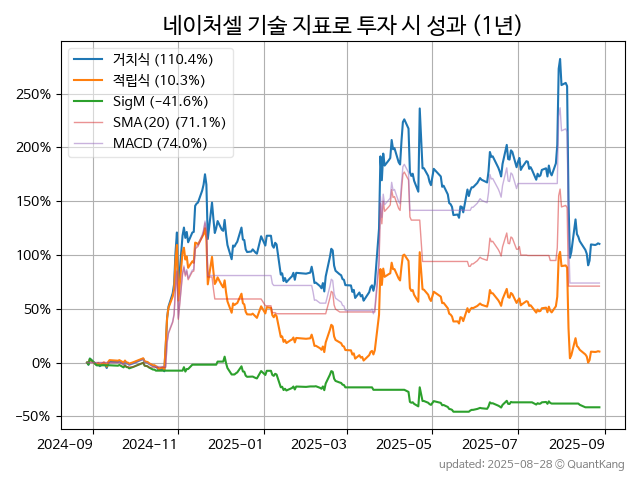 네이처셀 기술 지표로 투자 시 성과 (1년)
거치식 (110.4%)
적립식 (10.3%)
SigM (-41.6%)
SMA(20) (71.1%)
MACD (74.0%)
250%
200%
150%
100%
50%
0%
−50%
2024-09 2024-11 2025-01 2025-03 2025-05 2025-07 2025-09
updated: 2025-08-28 © QuantKang